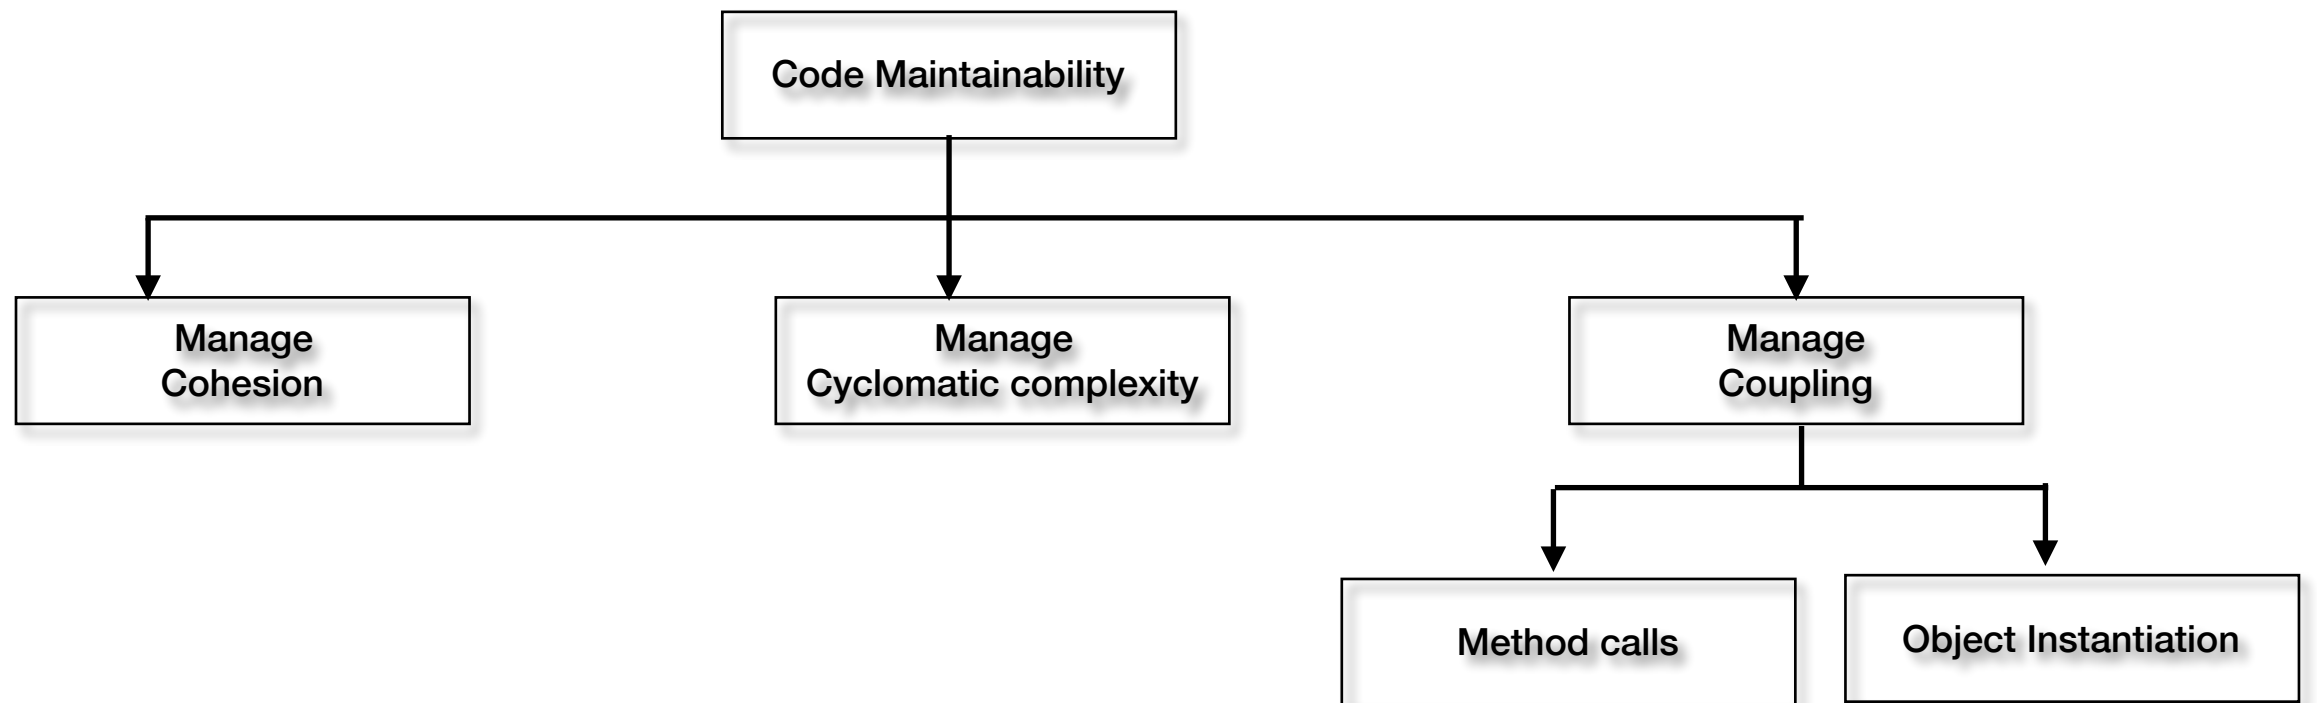 Code Maintainability
Manage
Cohesion
Manage
Cyclomatic complexity
Manage
Coupling
Method calls
Object Instantiation